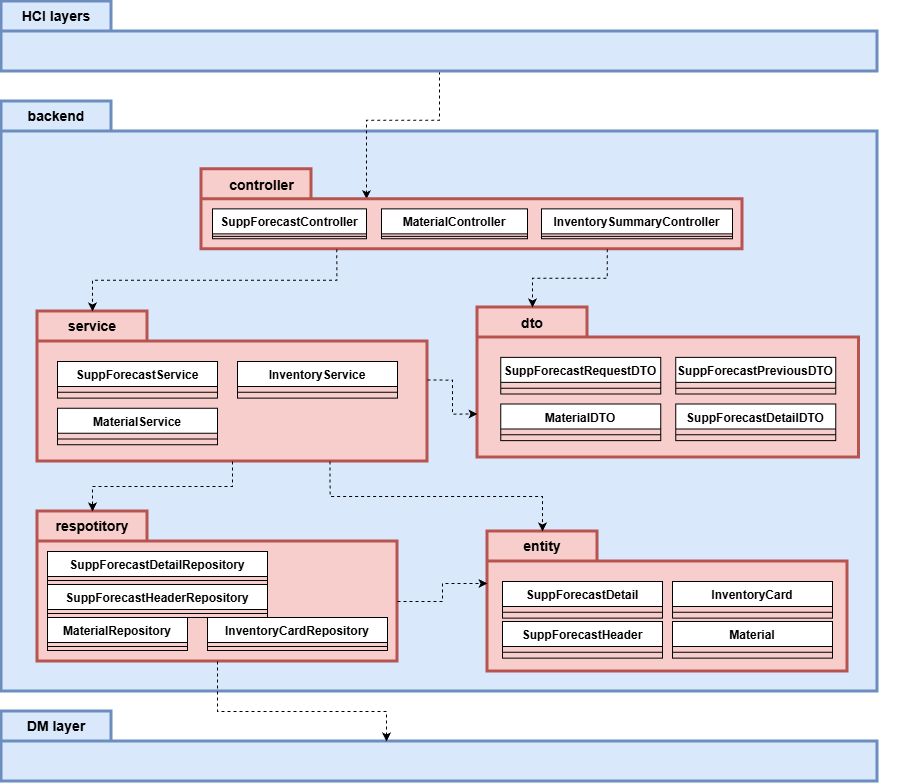 HCI layers
backend
controller
SuppForecastController
MaterialController
InventorySummaryController
service
SuppForecastService
InventoryService
MaterialService
dto
SuppForecastRequestDTO
SuppForecastPreviousDTO
MaterialDTO
SuppForecastDetailDTO
respotitory
SuppForecastDetailRepository
SuppForecastHeaderRepository
MaterialRepository
InventoryCardRepository
entity
SuppForecastDetail
InventoryCard
SuppForecastHeader
Material
DM layer